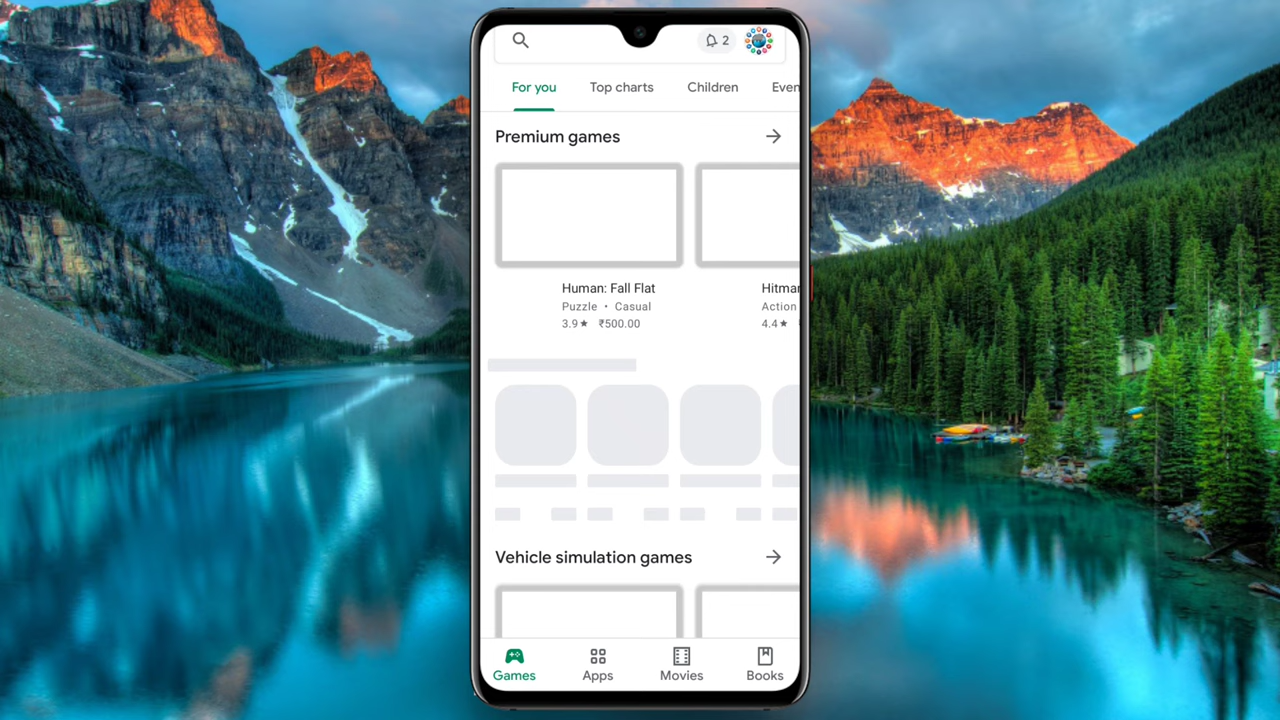 2
For you Top charts Children Even
Premium games
Human: Fall Flat
Puzzle • Casual
3.9★ ₹500.00
Hitman
Action
4.4★
Vehicle simulation games
Games Apps Movies Books